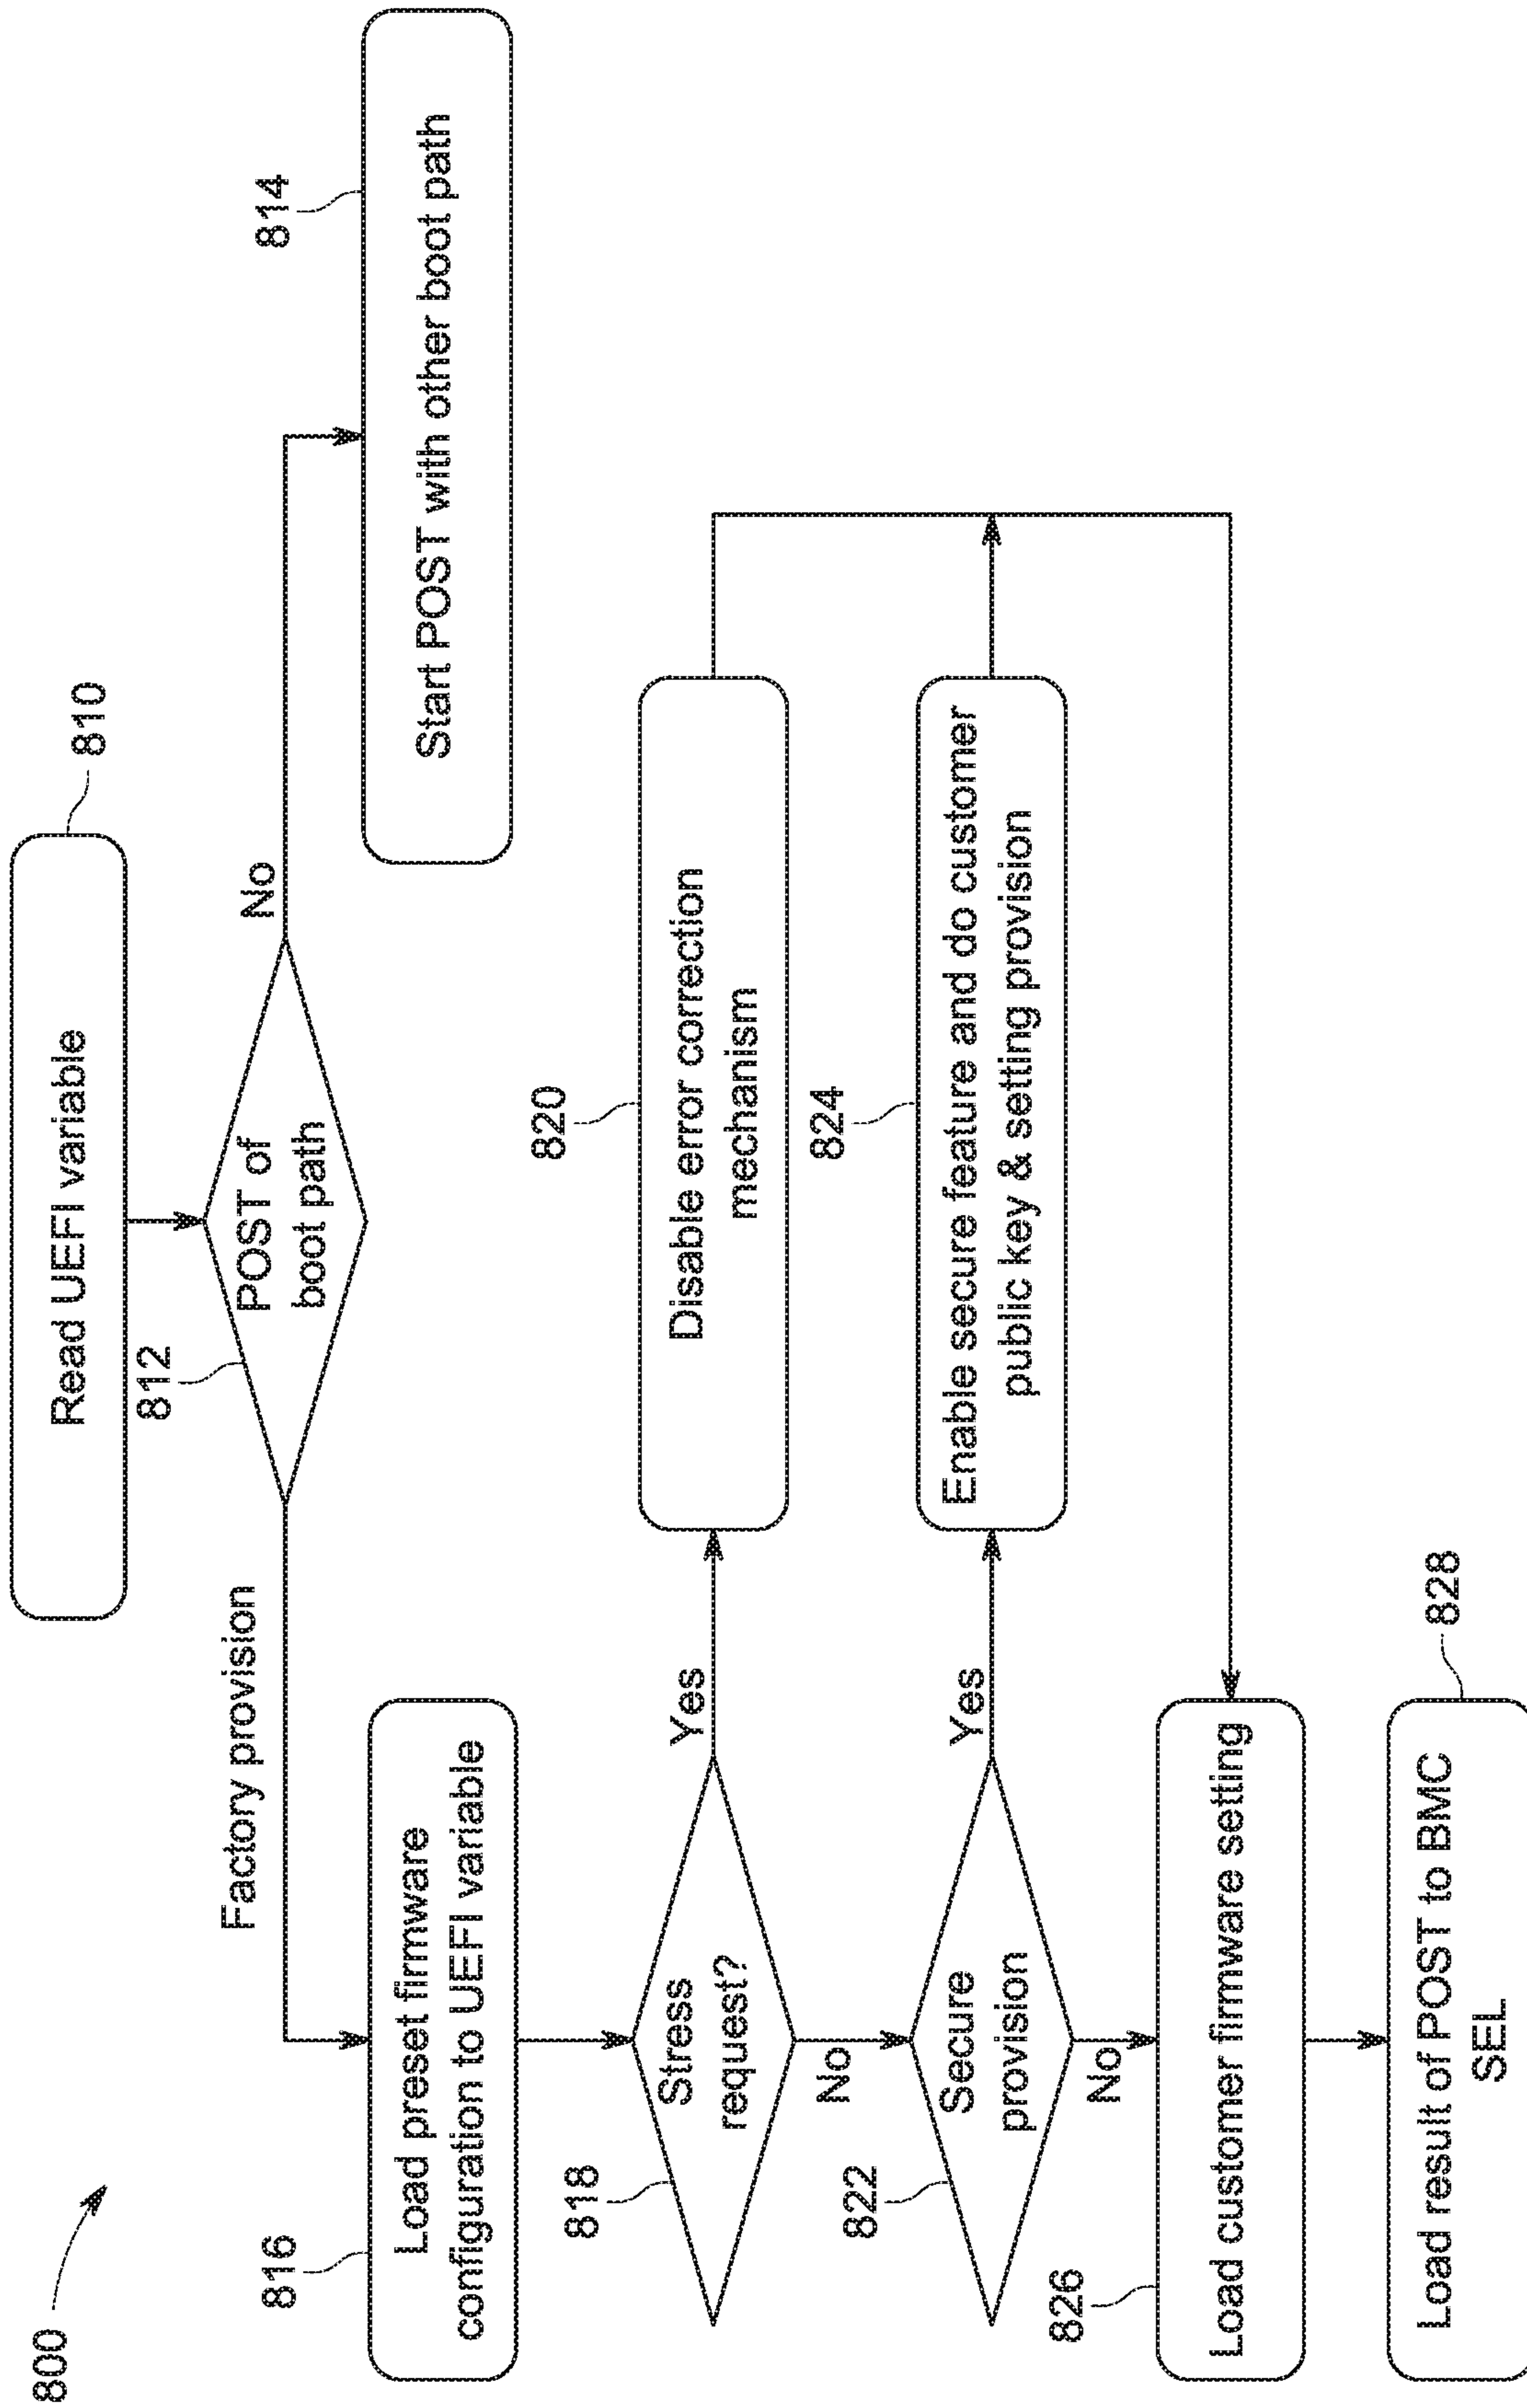 800
Read UEFI variable
810
812
POST of
boot path
Factory provision
No
814
Start POST with other boot path
816
Load preset firmware
configuration to UEFI variable
818
Stress
request?
Yes
820
Disable error correction
mechanism
No
822
Secure
provision
Yes
824
Enable secure feature and do customer
public key & setting provision
No
826
Load customer firmware setting
Load result of POST to BMC
SEL
828